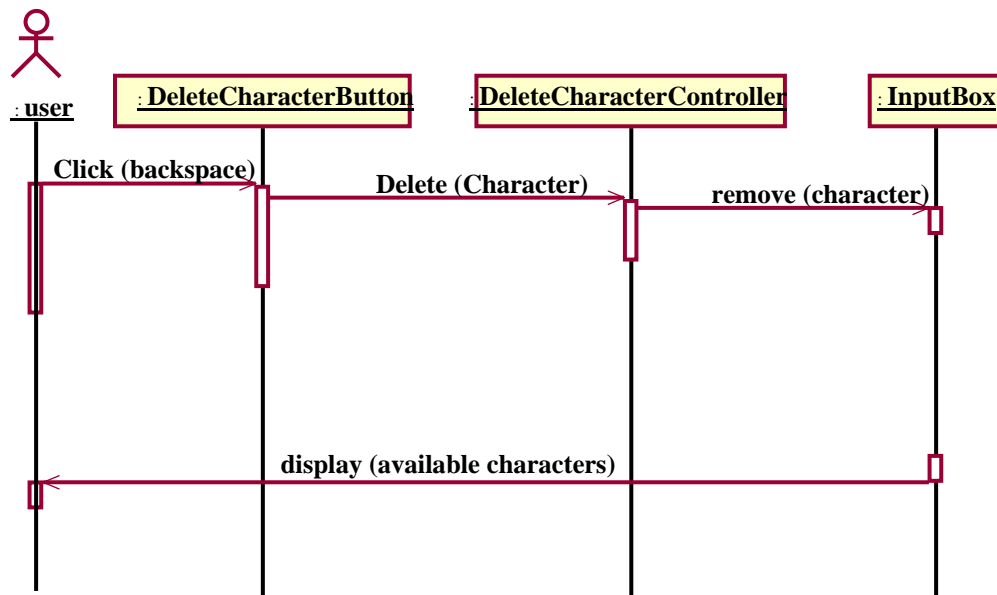 : user
: DeleteCharacterButton
: DeleteCharacterController
: InputBox
Click (backspace)
Delete (Character)
remove (character)
display (available characters)